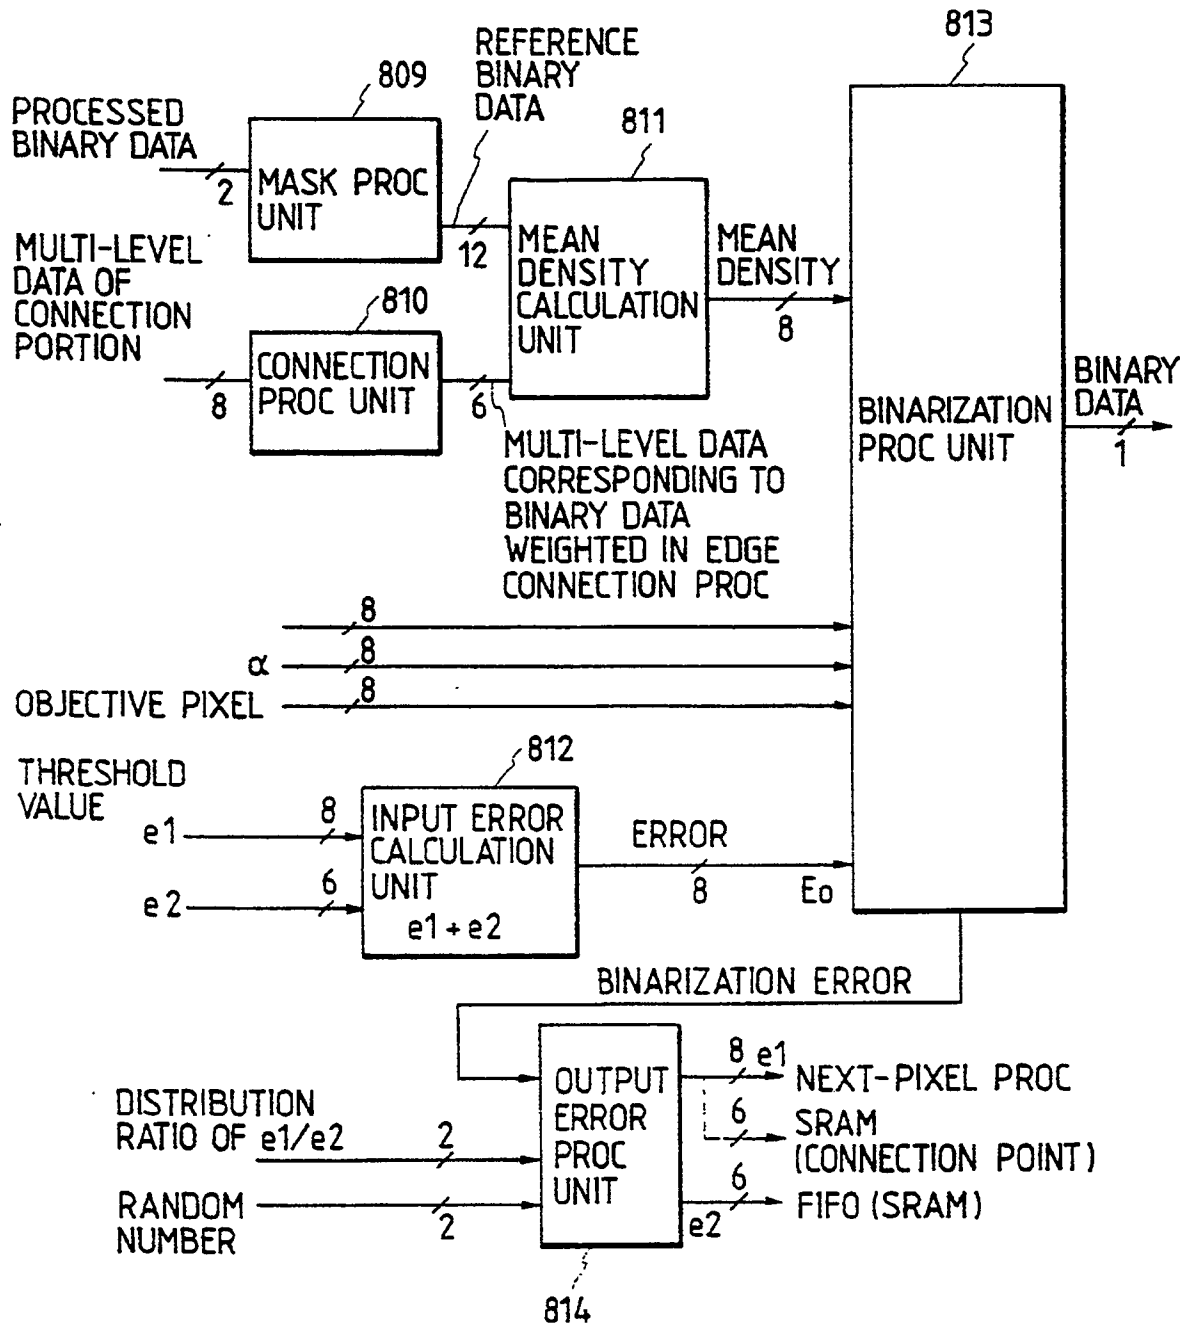 813
REFERENCE
BINARY
DATA
809
PROCESSED
BINARY DATA
2
MASK PROC
UNIT
811
12
MULTI-LEVEL
DATA OF
CONNECTION
PORTION
MEAN
DENSITY
CALCULATION
UNIT
MEAN
DENSITY
8
810
CONNECTION
PROC UNIT
8
6
BINARIZATION
PROC UNIT
BINARY
DATA
1
MULTI-LEVEL DATA
CORRESPONDING TO
BINARY DATA
WEIGHTED IN EDGE
CONNECTION PROC
8
α
8
OBJECTIVE PIXEL
8
812
THRESHOLD
VALUE
e1
8
e2
6
INPUT ERROR
CALCULATION
UNIT
e1+e2
ERROR
8
Eo
BINARIZATION ERROR
OUTPUT
ERROR
PROC
UNIT
8 e1
NEXT-PIXEL PROC
6
SRAM
(CONNECTION POINT)
6
e2
FIFO (SRAM)
DISTRIBUTION
RATIO OF e1/e2
2
RANDOM
NUMBER
2
814